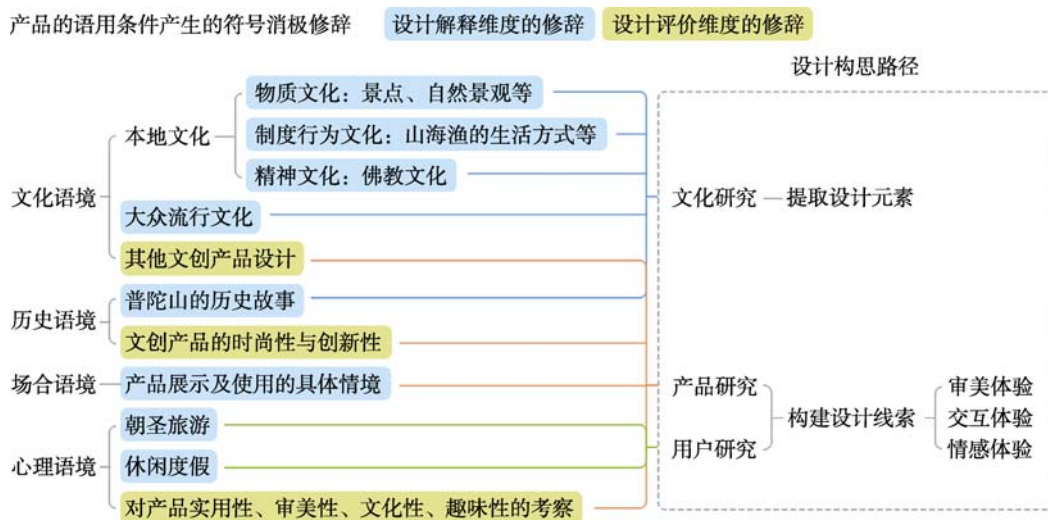 产品的语用条件产生的符号消极修辞 设计解释维度的修辞 设计评价维度的修辞
设计构思路径
文化语境
本地文化
物质文化：景点、自然景观等
制度行为文化：山海渔的生活方式等
精神文化：佛教文化
大众流行文化
其他文创产品设计
历史语境
普陀山的历史故事
文创产品的时尚性与创新性
场合语境
产品展示及使用的具体情境
心理语境
朝圣旅游
休闲度假
对产品实用性、审美性、文化性、趣味性的考察
文化研究
提取设计元素
产品研究
用户研究
构建设计线索
审美体验
交互体验
情感体验